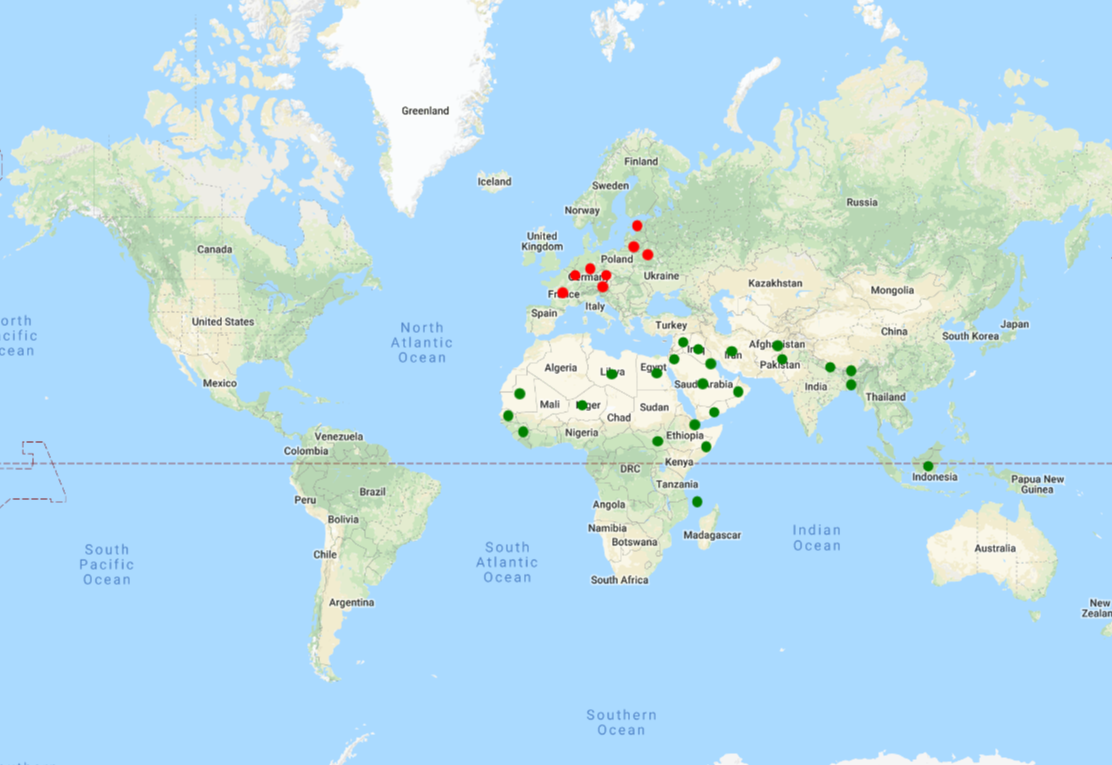 Greenland
Finland
Iceland
Sweden
Russia
Norway
United
Kingdom
Canada
Poland
Germany
Ukraine
Kazakhstan
Mongolia
France
Italy
Spain
United States
North
Atlantic
Ocean
Turkey
China
Japan
South Korea
Afghanistan
Iraq
Iran
Pakistan
Algeria
Libya
Egypt
Mexico
Saudi Arabia
India
Thailand
Mali
Niger
Chad
Sudan
Nigeria
Ethiopia
Venezuela
Colombia
DRC
Kenya
Indonesia
Papua New
Guinea
Peru
Brazil
Tanzania
Angola
Bolivia
Namibia
Botswana
Madagascar
Indian
Ocean
Chile
South
Pacific
Ocean
South
Atlantic
Ocean
Australia
South Africa
Argentina
New
Zealan
Southern
Ocean
orth
cific
cean